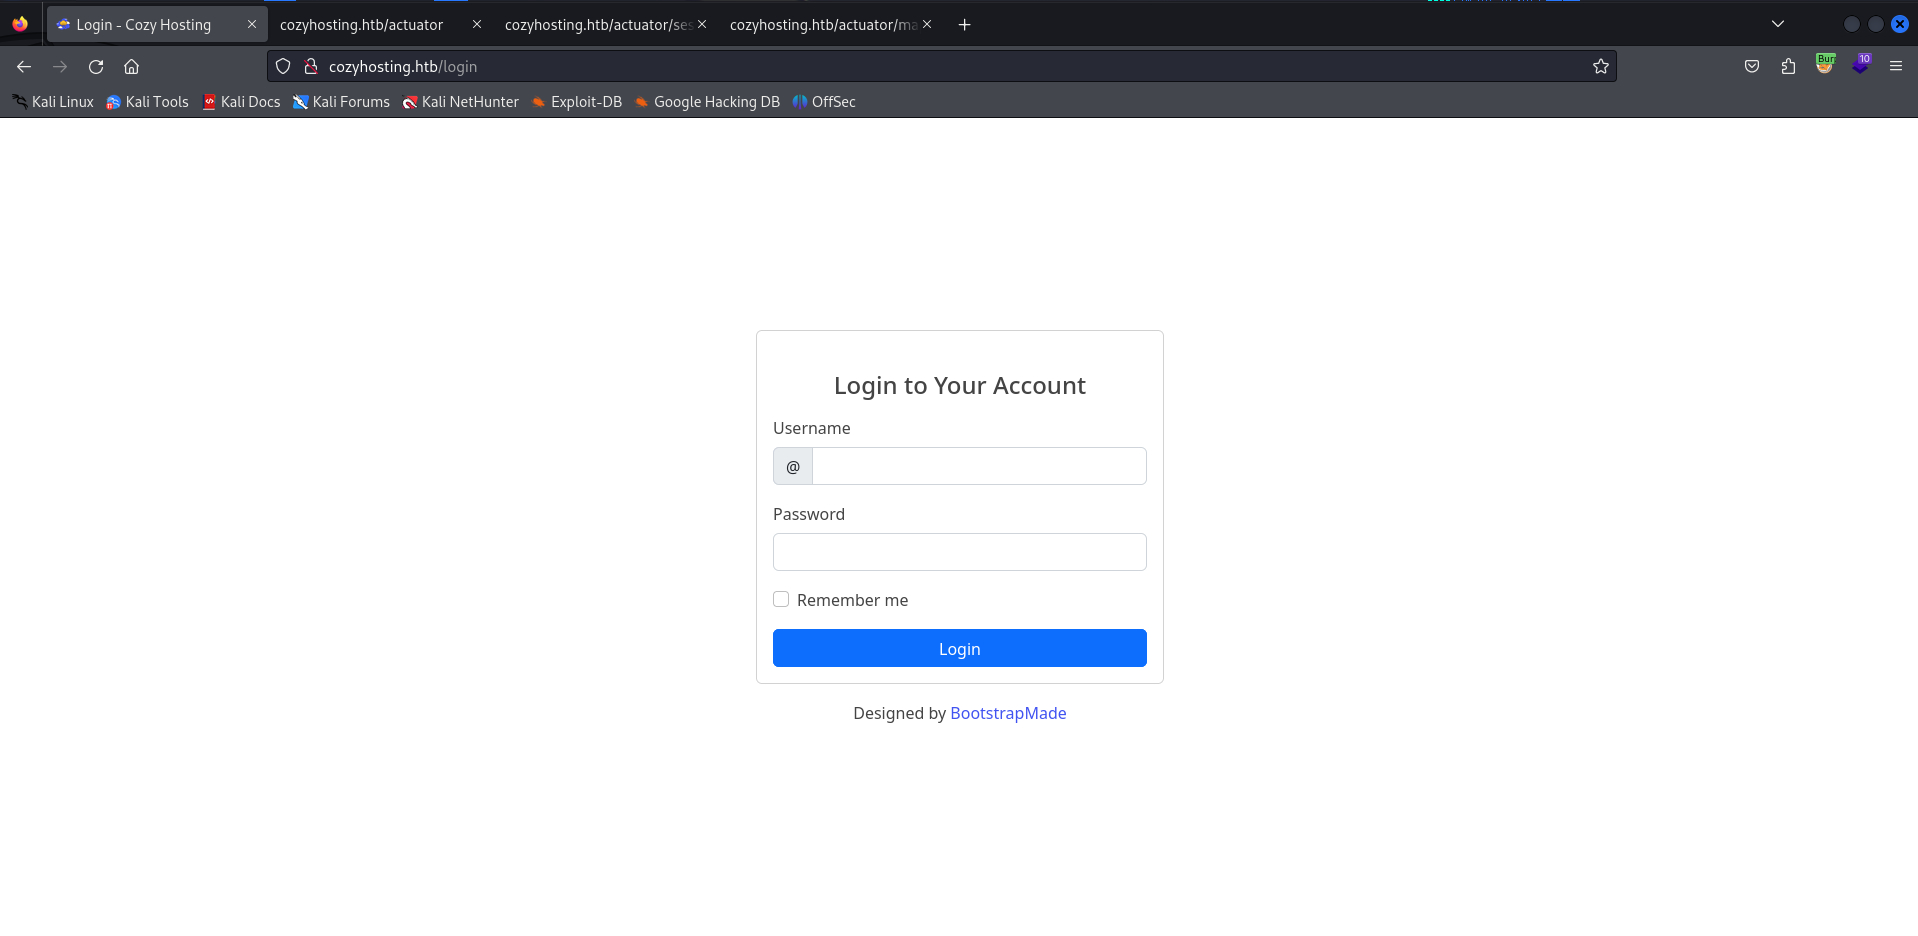 Login - Cozy Hosting
cozyhosting.htb/actuator
cozyhosting.htb/actuator/ses
cozyhosting.htb/actuator/ma
cozyhosting.htb/login
Bur
10
Kali Linux Kali Tools Kali Docs Kali Forums Kali NetHunter Exploit-DB Google Hacking DB OffSec
Login to Your Account
Username
@
Password
Remember me
Login
Designed by BootstrapMade